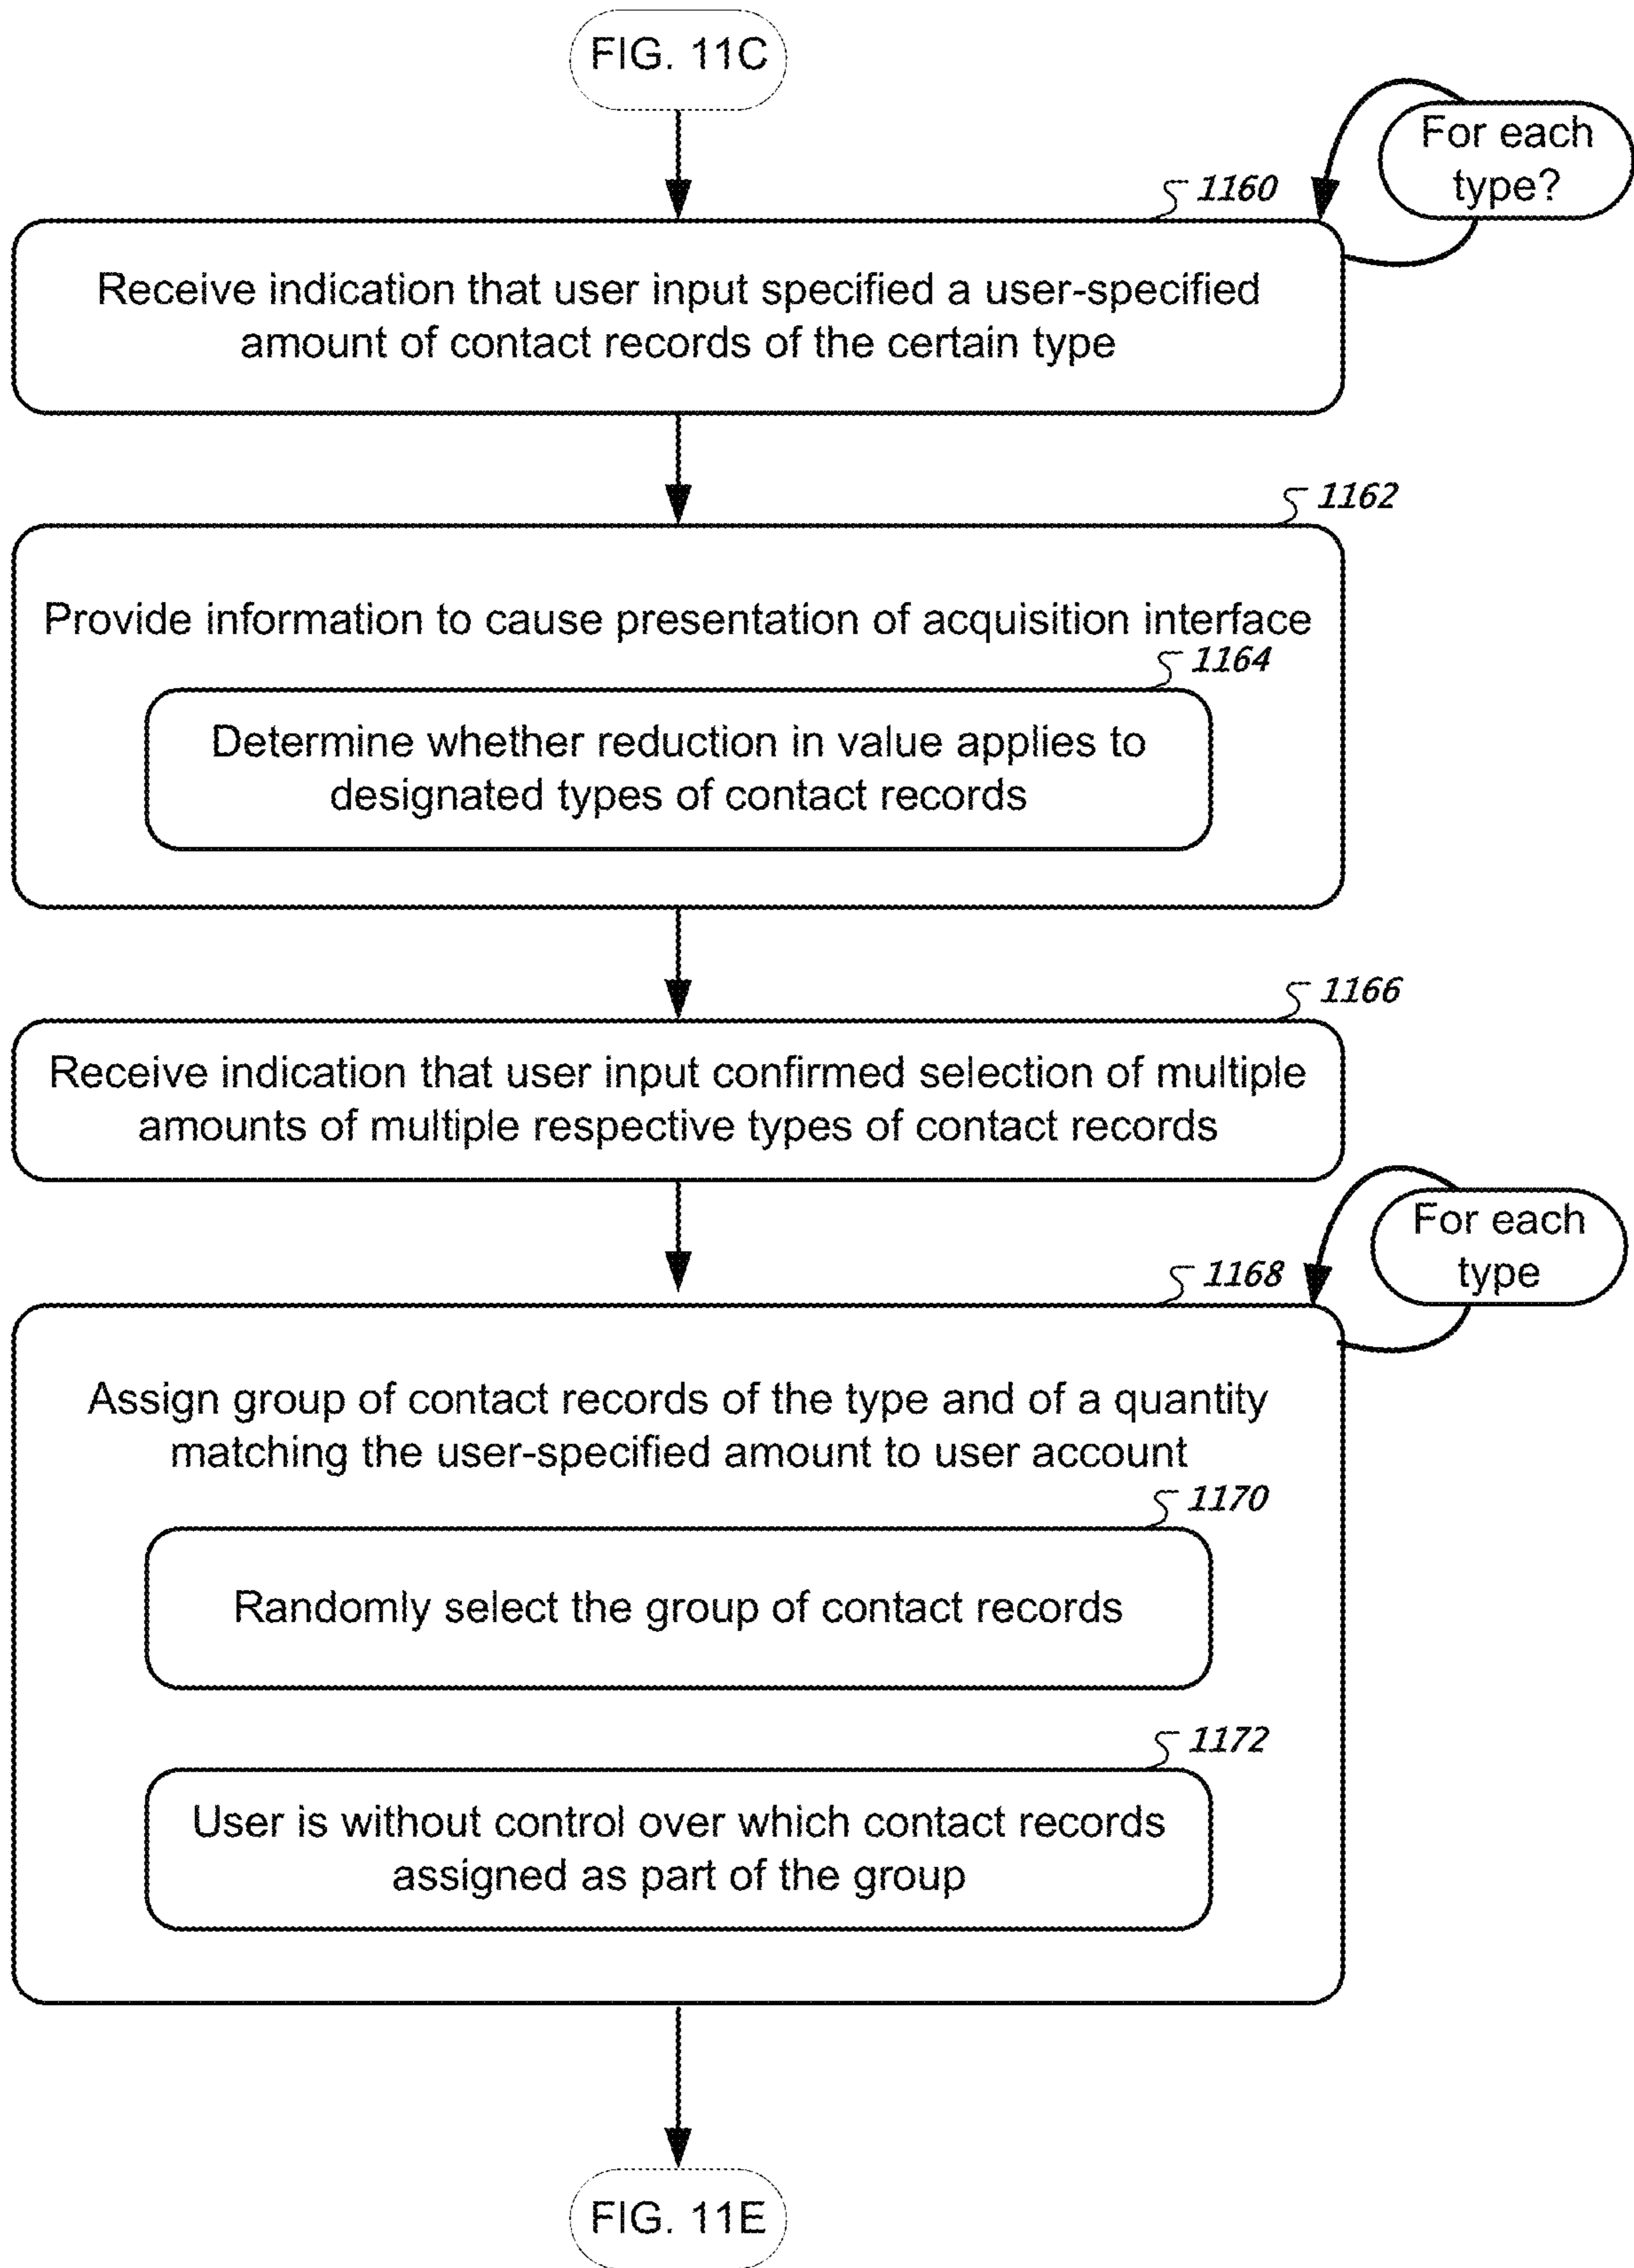 FIG. 11C
For each
type?
1160
Receive indication that user input specified a user-specified
amount of contact records of the certain type
1162
Provide information to cause presentation of acquisition interface
1164
Determine whether reduction in value applies to
designated types of contact records
1166
Receive indication that user input confirmed selection of multiple
amounts of multiple respective types of contact records
For each
type
1168
Assign group of contact records of the type and of a quantity
matching the user-specified amount to user account
1170
Randomly select the group of contact records
1172
User is without control over which contact records
assigned as part of the group
FIG. 11E